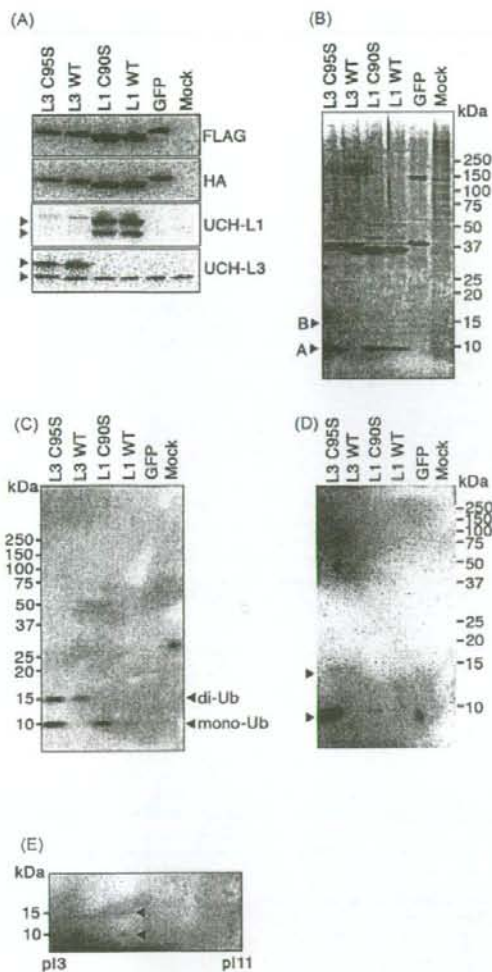 (A)
L3 C95S
L3 WT
L1 C90S
L1 WT
GFP
Mock
FLAG
HA
UCH-L1
UCH-L3
(B)
L3 C95S
L3 WT
L1 C90S
L1 WT
GFP
Mock
kDa
250
150
100
75
50
37
25
20
15
10
B
A
(C)
L3 C95S
L3 WT
L1 C90S
L1 WT
GFP
Mock
kDa
250
150
100
75
50
37
25
20
15
10
di-Ub
mono-Ub
(D)
L3 C95S
L3 WT
L1 C90S
L1 WT
GFP
Mock
kDa
250
150
100
75
50
37
25
20
15
10
(E)
kDa
15
10
pI3
pI11